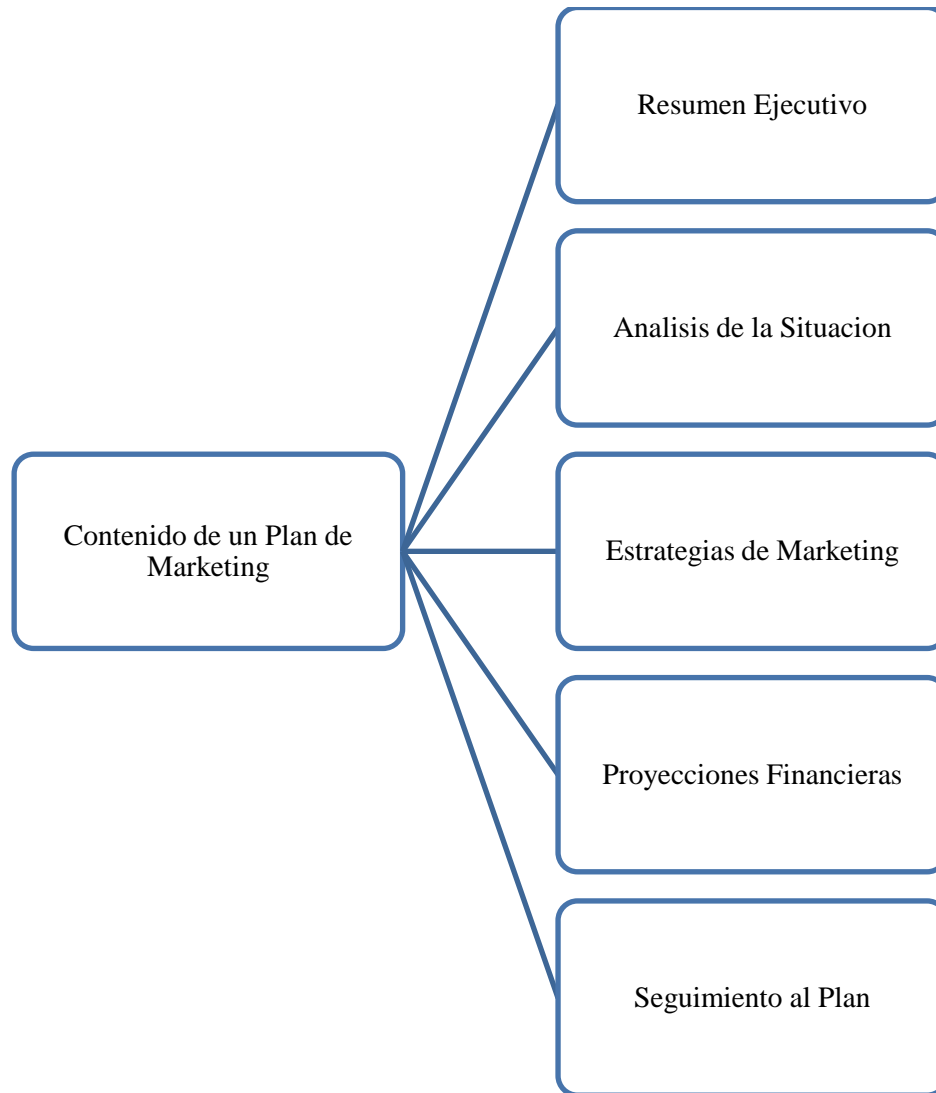 Resumen Ejecutivo
Analisis de la Situacion
Contenido de un Plan de
Marketing
Estrategias de Marketing
Proyecciones Financieras
Seguimiento al Plan